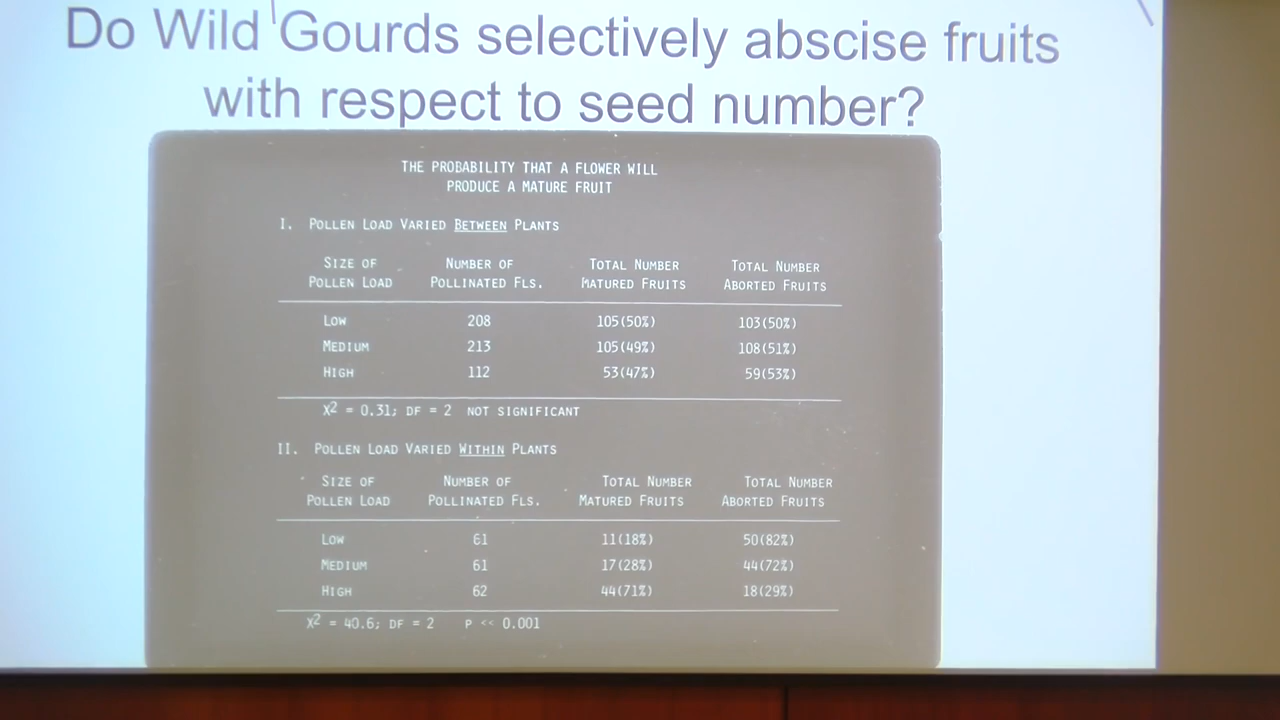 Do Wild Gourds selectively abscise fruits
with respect to seed number?
THE PROBABILITY THAT A FLOWER WILL
PRODUCE A MATURE FRUIT
I. POLLEN LOAD VARIED BETWEEN PLANTS
SIZE OF POLLEN LOAD NUMBER OF POLLINATED FLS. TOTAL NUMBER MATURED FRUITS TOTAL NUMBER ABORTED FRUITS
LOW 208 105(50%) 103(50%)
MEDIUM 213 105(49%) 108(51%)
HIGH 112 53(47%) 59(53%)
X² = 0.31; DF = 2 NOT SIGNIFICANT
II. POLLEN LOAD VARIED WITHIN PLANTS
SIZE OF POLLEN LOAD NUMBER OF POLLINATED FLS. TOTAL NUMBER MATURED FRUITS TOTAL NUMBER ABORTED FRUITS
LOW 61 11(18%) 50(82%)
MEDIUM 61 17(28%) 44(72%)
HIGH 62 44(71%) 18(29%)
X² = 40.6; DF = 2 P << 0.001